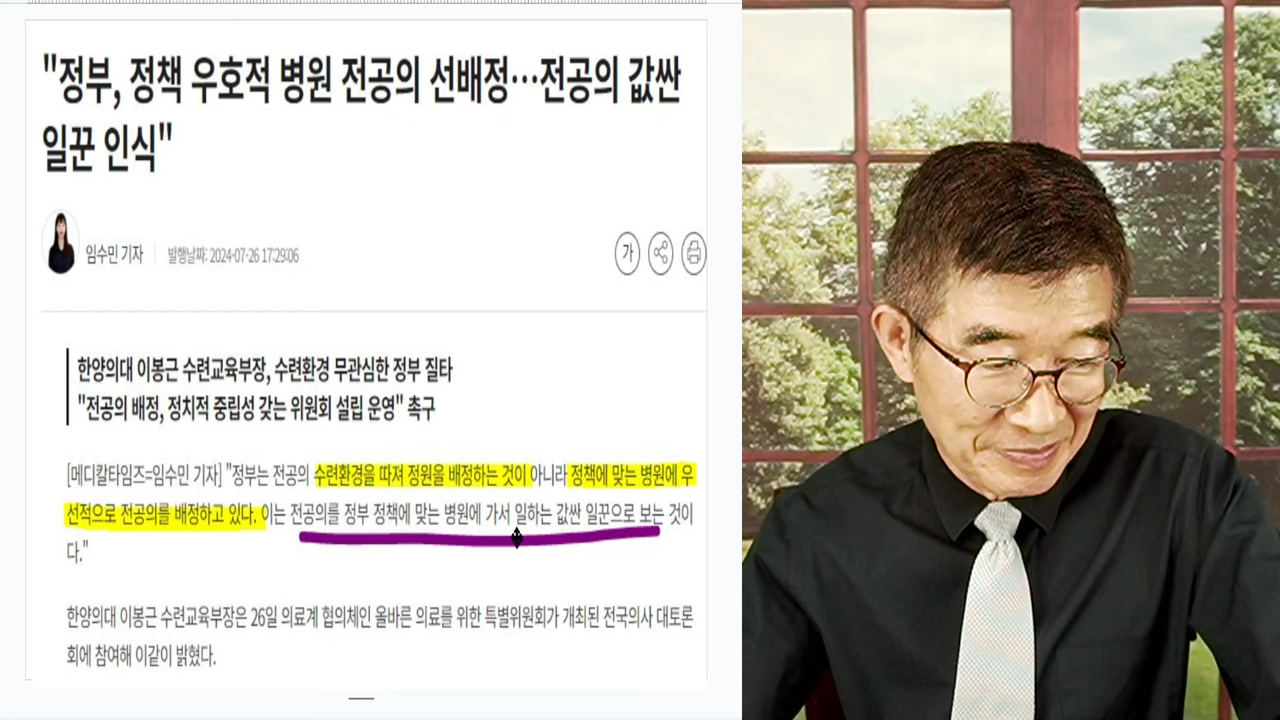 "정부, 정책 우호적 병원 전공의 선배정…전공의 값싼
일꾼 인식"
임수민 기자
발행날짜: 2024-07-26 17:29:06
가
한양의대 이봉근 수련교육부장, 수련환경 무관심한 정부 질타
"전공의 배정, 정치적 중립성 갖는 위원회 설립 운영" 촉구
[메디칼타임즈=임수민 기자] "정부는 전공의 수련환경을 따져 정원을 배정하는 것이 아니라 정책에 맞는 병원에 우
선적으로 전공의를 배정하고 있다. 이는 전공의를 정부 정책에 맞는 병원에 가서 일하는 값싼 일꾼으로 보는 것이
다."
한양의대 이봉근 수련교육부장은 26일 의료계 협의체인 올바른 의료를 위한 특별위원회가 개최된 전국의사 대토론
회에 참여해 이같이 밝혔다.